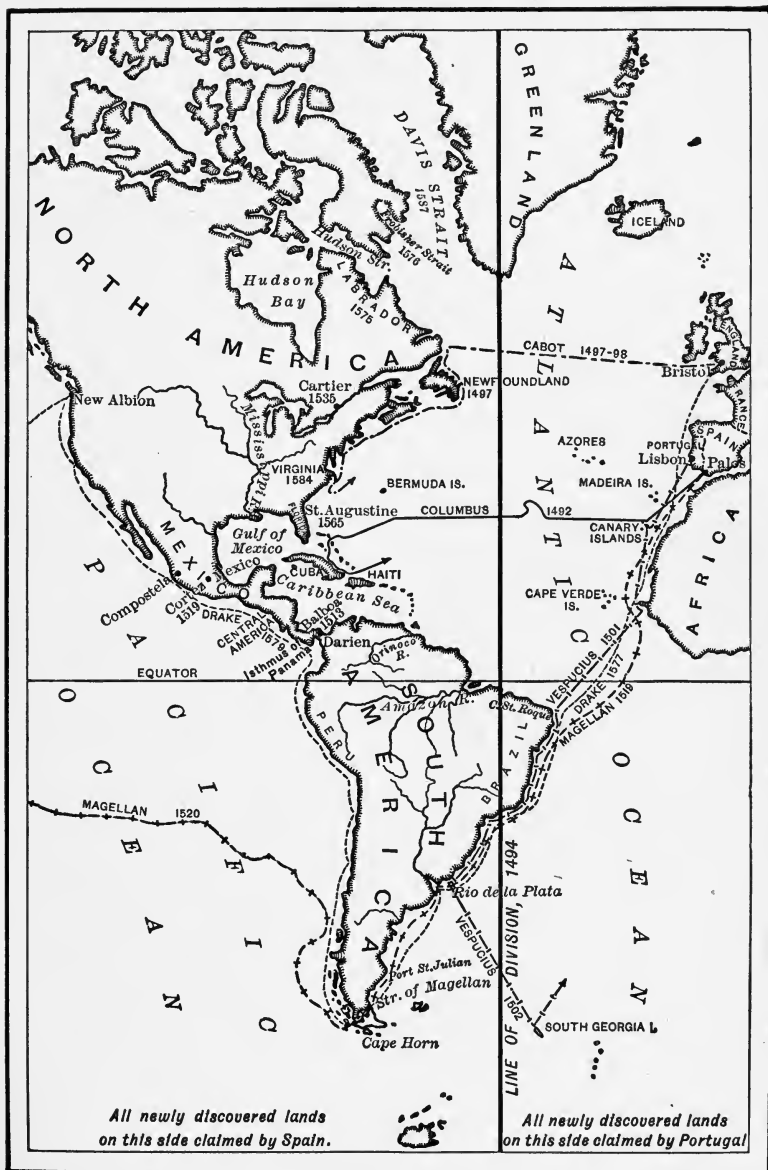 GREENLAND
DAVIS STRAIT
1587
ICELAND
Frobisher Strait
1576
Hudson Str.
NORTH AMERICA
Hudson
Bay
LABRADOR
1575
ATLANTIC OCEAN
CABOT 1497-98
ENGLAND
Bristol
FRANCE
Cartier
1535
NEWFOUNDLAND
1497
New Albion
Mississippi R.
SPAIN
PORTUGAL
Lisbon
Palos
AZORES
VIRGINIA
1584
BERMUDA IS.
MADEIRA IS.
FLORIDA
St. Augustine
1565
COLUMBUS 1492
CANARY
ISLANDS
Gulf of
Mexico
MEXICO
Mexico
Compostela
Cortez
1519
CUBA
HAITI
Caribbean Sea
AFRICA
CAPE VERDE
IS.
DRAKE
1579
CENTRAL
AMERICA
Balboa
1513
Darien
Isthmus of
Panama
Orinoco
R.
VESPUCIUS 1501
DRAKE 1577
MAGELLAN 1519
EQUATOR
PACIFIC OCEAN
SOUTH AMERICA
Amazon R.
C. St. Roque
PERU
BRAZIL
MAGELLAN 1520
Rio de la Plata
LINE OF DIVISION, 1494
VESPUCIUS 1502
Port St. Julian
Str. of Magellan
SOUTH GEORGIA I.
Cape Horn
All newly discovered lands
on this side claimed by Spain.
All newly discovered lands
on this side claimed by Portugal